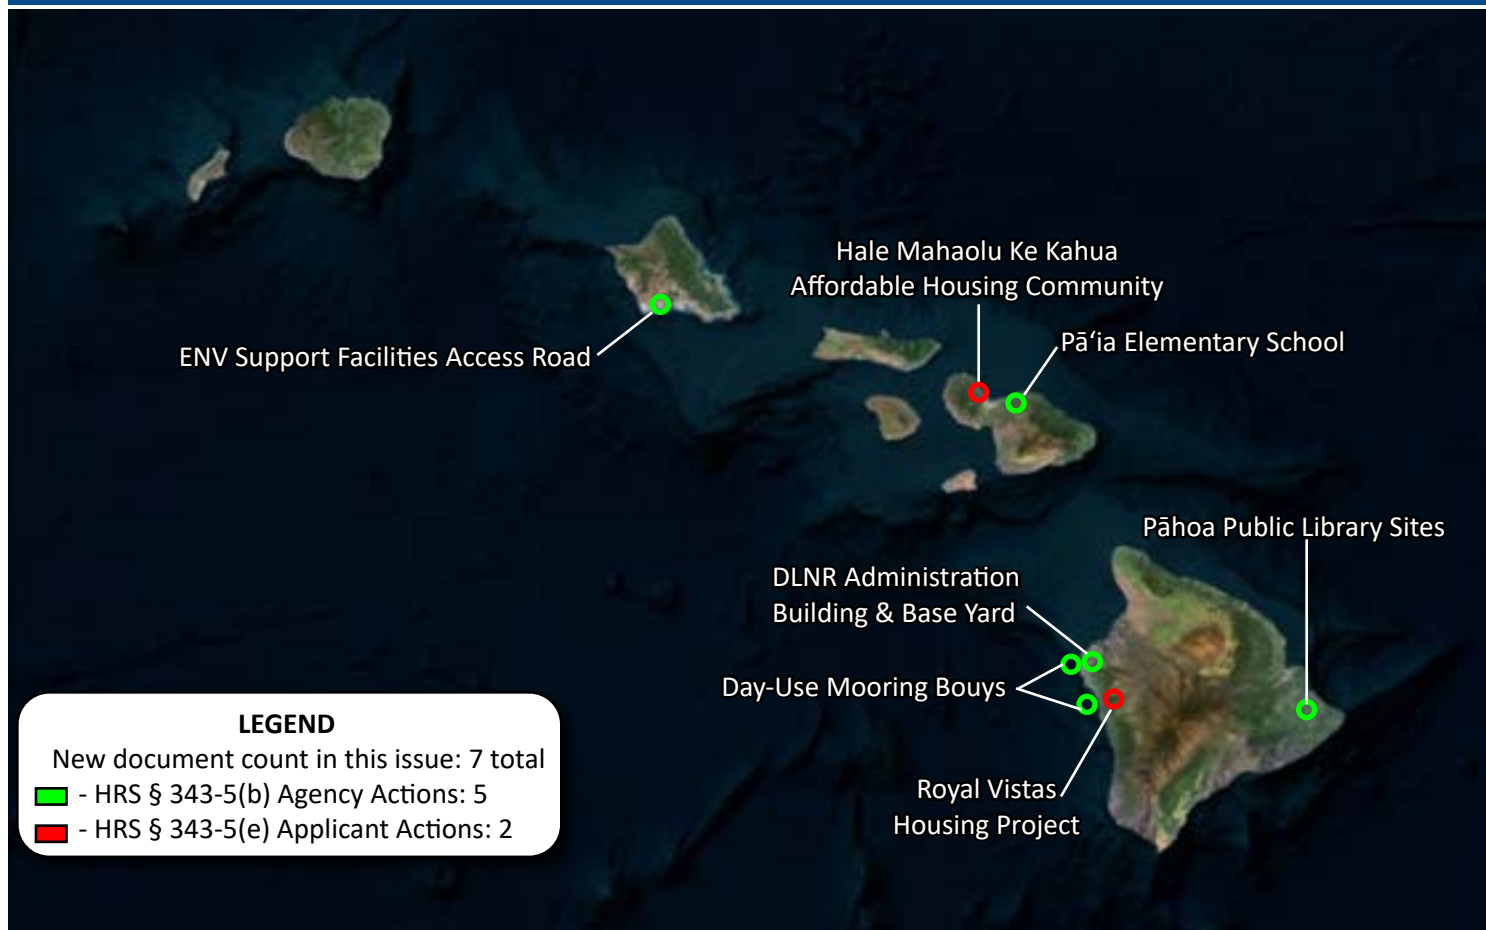 Hale Mahaolu Ke Kahua
Affordable Housing Community
Pāʻia Elementary School
ENV Support Facilities Access Road
Pāhoa Public Library Sites
DLNR Administration
Building & Base Yard
Day-Use Mooring Bouys
Royal Vistas
Housing Project
LEGEND
New document count in this issue: 7 total
- HRS § 343-5(b) Agency Actions: 5
- HRS § 343-5(e) Applicant Actions: 2